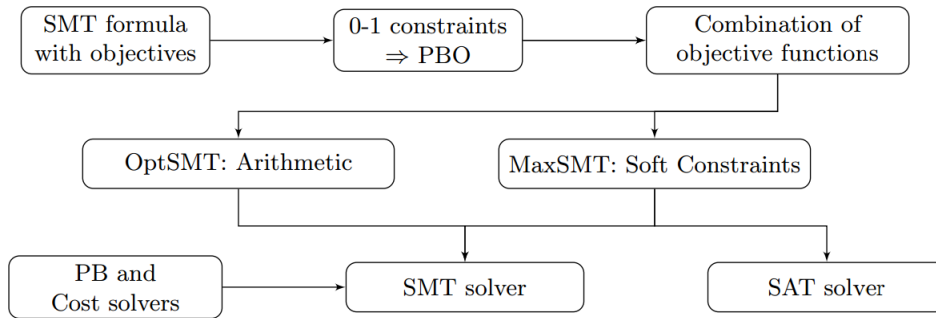 SMT formula
with objectives
0-1 constraints
⇒ PBO
Combination of
objective functions
OptSMT: Arithmetic
MaxSMT: Soft Constraints
PB and
Cost solvers
SMT solver
SAT solver